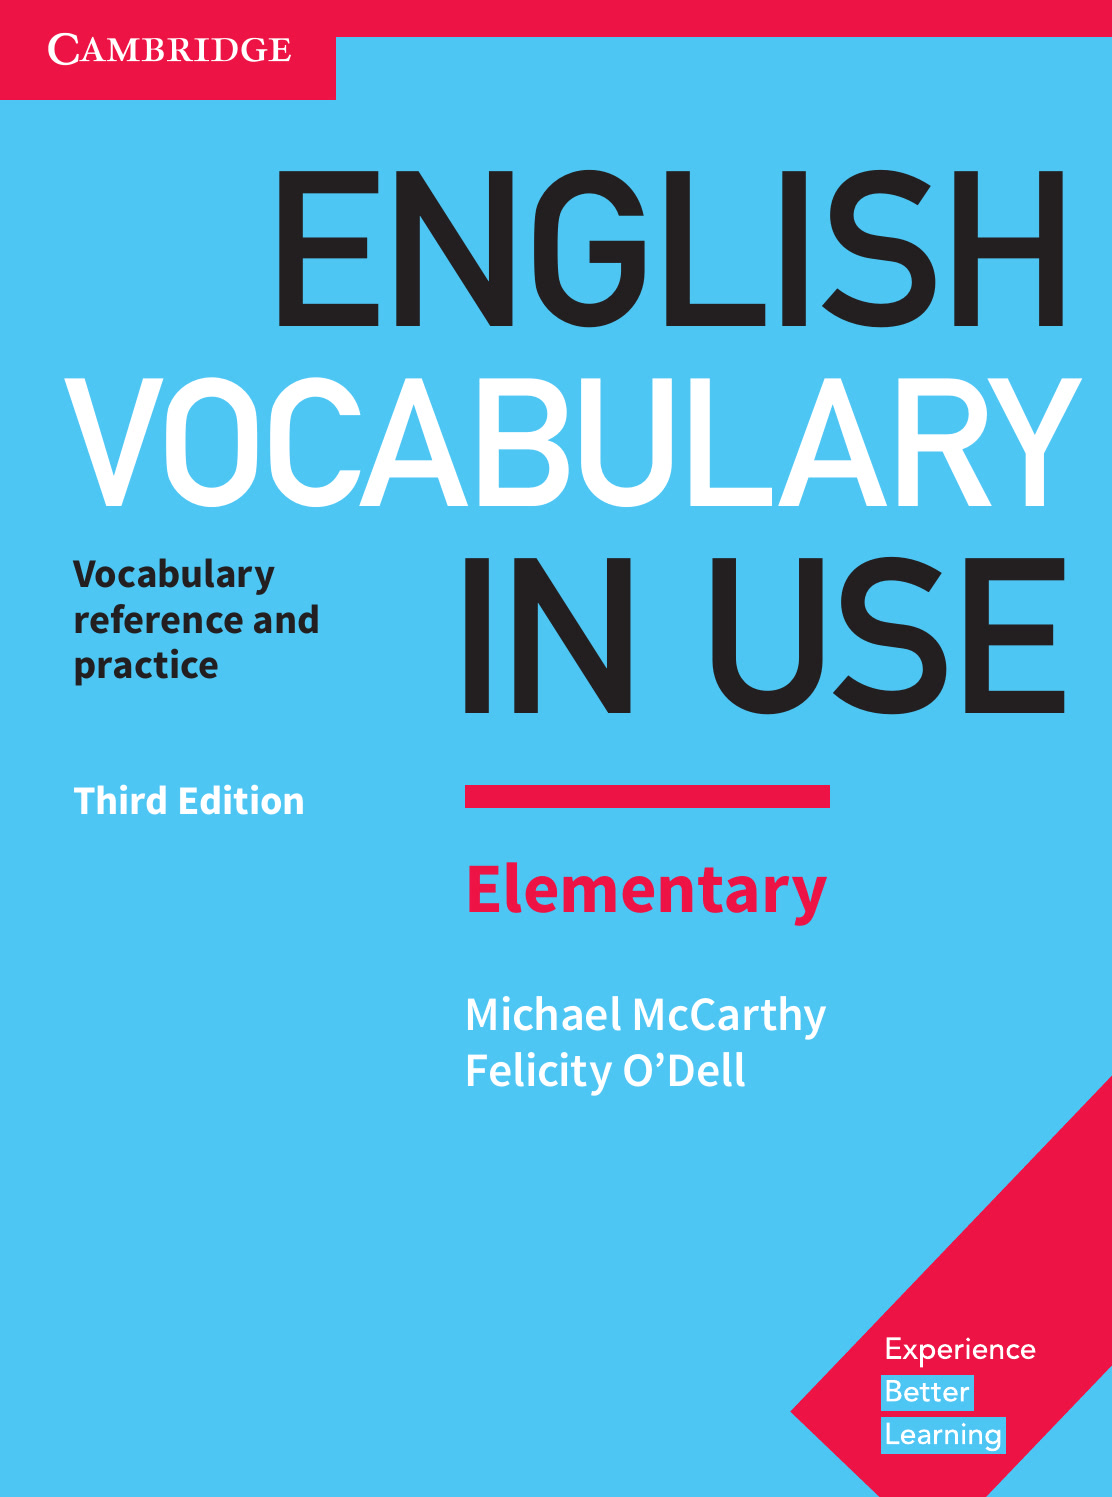 CAMBRIDGE
ENGLISH
VOCABULARY
IN USE
Vocabulary
reference and
practice
Third Edition
Elementary
Michael McCarthy
Felicity O’Dell
Experience
Better
Learning